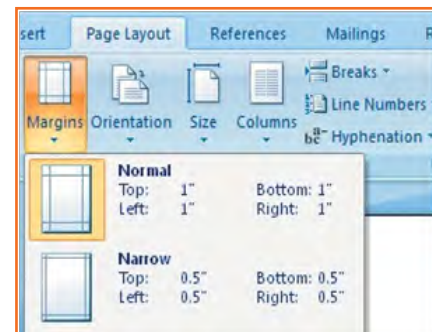 sert Page Layout References Mailings R
Breaks
Line Numbers
Margins Orientation Size Columns
Hyphenation
Normal
Top: 1" Bottom: 1"
Left: 1" Right: 1"
Narrow
Top: 0.5" Bottom: 0.5"
Left: 0.5" Right: 0.5"